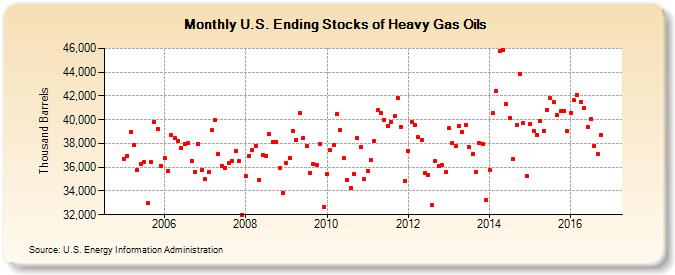 Monthly U.S. Ending Stocks of Heavy Gas Oils
Thousand Barrels
46,000
44,000
42,000
40,000
38,000
36,000
34,000
32,000
2006 2008 2010 2012 2014 2016
Source: U.S. Energy Information Administration